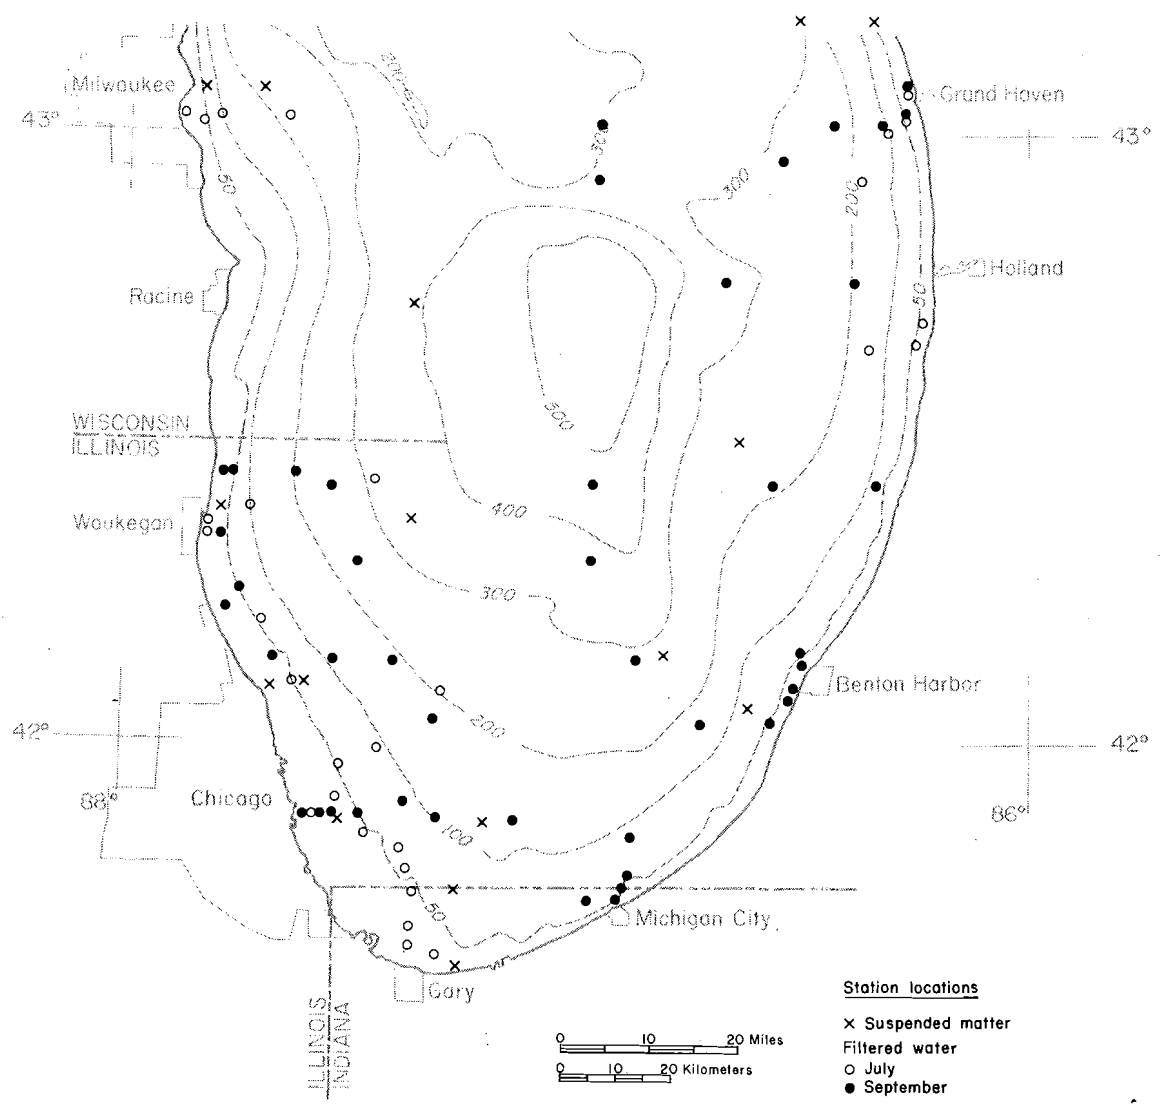 Milwaukee
Grand Haven
43°
43°
200
300
300
200
50
Holland
Racine
50
500
WISCONSIN
ILLINOIS
400
Waukegan
300
Benton Harbor
200
42°
42°
88°
Chicago
86°
100
50
Michigan City
Gary
ILLINOIS
INDIANA
Station locations
× Suspended matter
Filtered water
○ July
● September
0 10 20 Miles
0 10 20 Kilometers